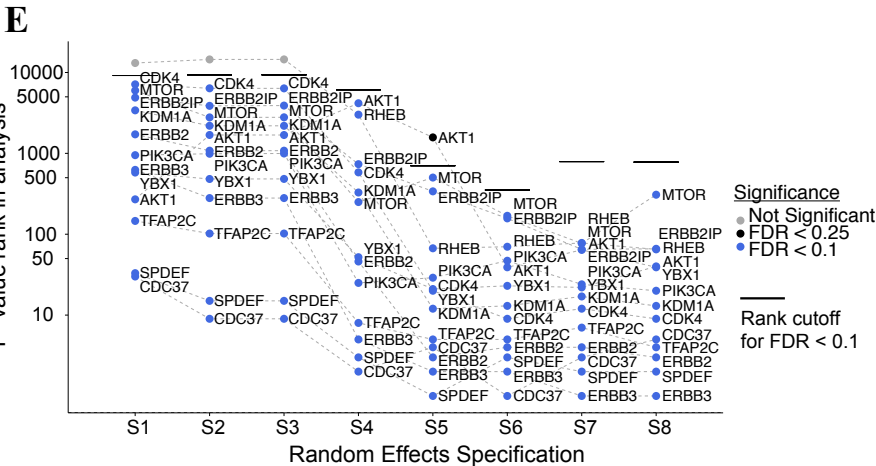 E
value rank in analysis
10000
5000
1000
500
100
50
10
CDK4
MTOR
ERBB2IP
KDM1A
ERBB2
PIK3CA
ERBB3
YBX1
AKT1
TFAP2C
SPDEF
CDC37
CDK4
ERBB2IP
MTOR
KDM1A
AKT1
ERBB2
PIK3CA
YBX1
ERBB3
TFAP2C
SPDEF
CDC37
CDK4
ERBB2IP
MTOR
KDM1A
AKT1
ERBB2
PIK3CA
YBX1
ERBB3
TFAP2C
SPDEF
CDC37
AKT1
RHEB
ERBB2IP
CDK4
KDM1A
MTOR
YBX1
ERBB2
PIK3CA
TFAP2C
ERBB3
SPDEF
CDC37
AKT1
MTOR
ERBB2IP
RHEB
PIK3CA
CDK4
YBX1
KDM1A
TFAP2C
CDC37
ERBB2
ERBB3
SPDEF
MTOR
ERBB2IP
RHEB
PIK3CA
AKT1
YBX1
KDM1A
CDK4
TFAP2C
ERBB2
SPDEF
ERBB3
CDC37
RHEB
MTOR
AKT1
ERBB2IP
PIK3CA
YBX1
KDM1A
CDK4
TFAP2C
ERBB2
CDC37
SPDEF
ERBB3
MTOR
ERBB2IP
RHEB
AKT1
YBX1
PIK3CA
KDM1A
CDK4
CDC37
TFAP2C
ERBB2
SPDEF
ERBB3
S1 S2 S3 S4 S5 S6 S7 S8
Random Effects Specification
Significance
Not Significant
FDR < 0.25
FDR < 0.1
Rank cutoff
for FDR < 0.1